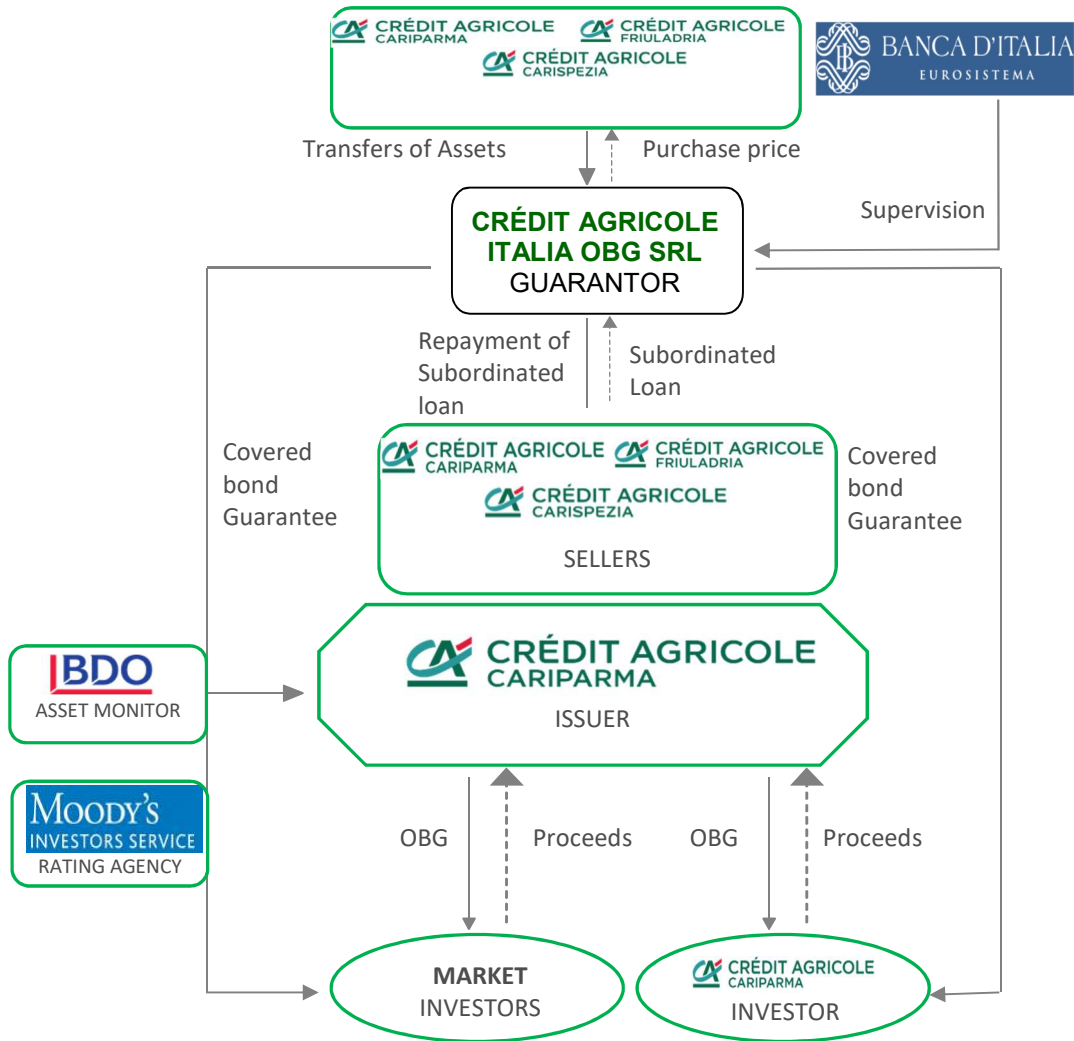 CRÉDIT AGRICOLE
CARIPARMA
CRÉDIT AGRICOLE
FRIULADRIA
CRÉDIT AGRICOLE
CARISPEZIA
BANCA D'ITALIA
EUROSISTEMA
Transfers of Assets
Purchase price
Supervision
CRÉDIT AGRICOLE
ITALIA OBG SRL
GUARANTOR
Repayment of
Subordinated
loan
Subordinated
Loan
Covered
bond
Guarantee
CRÉDIT AGRICOLE
CARIPARMA
CRÉDIT AGRICOLE
FRIULADRIA
CRÉDIT AGRICOLE
CARISPEZIA
SELLERS
Covered
bond
Guarantee
BDO
ASSET MONITOR
CRÉDIT AGRICOLE
CARIPARMA
ISSUER
MOODY'S
INVESTORS SERVICE
RATING AGENCY
OBG
Proceeds
OBG
Proceeds
MARKET
INVESTORS
CRÉDIT AGRICOLE
CARIPARMA
INVESTOR